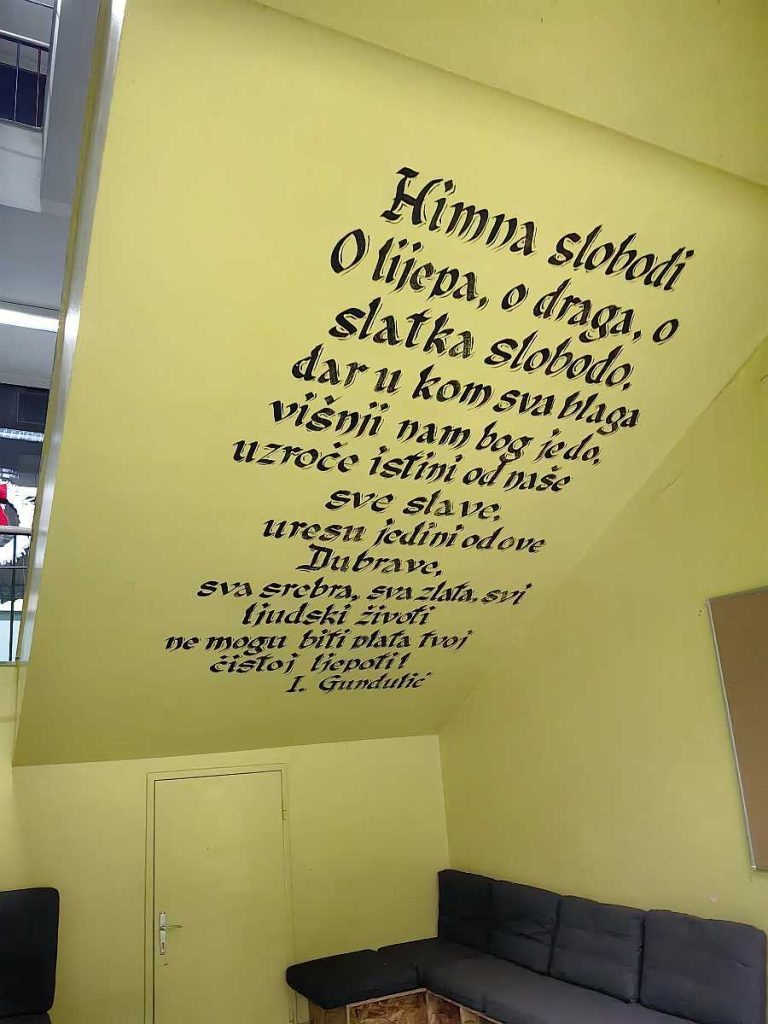 Himna slobodi
O lijepa, o draga, o
slatka slobodo,
dar u kom sva blaga
višnji nam bog je do,
uzroče istini od naše
sve slave,
uresu jedini od ove
Dubrave,
sva srebra, sva zlata, svi
ljudski životi
ne mogu biti plata tvoj
čistoj ljepoti!
I. Gundulić